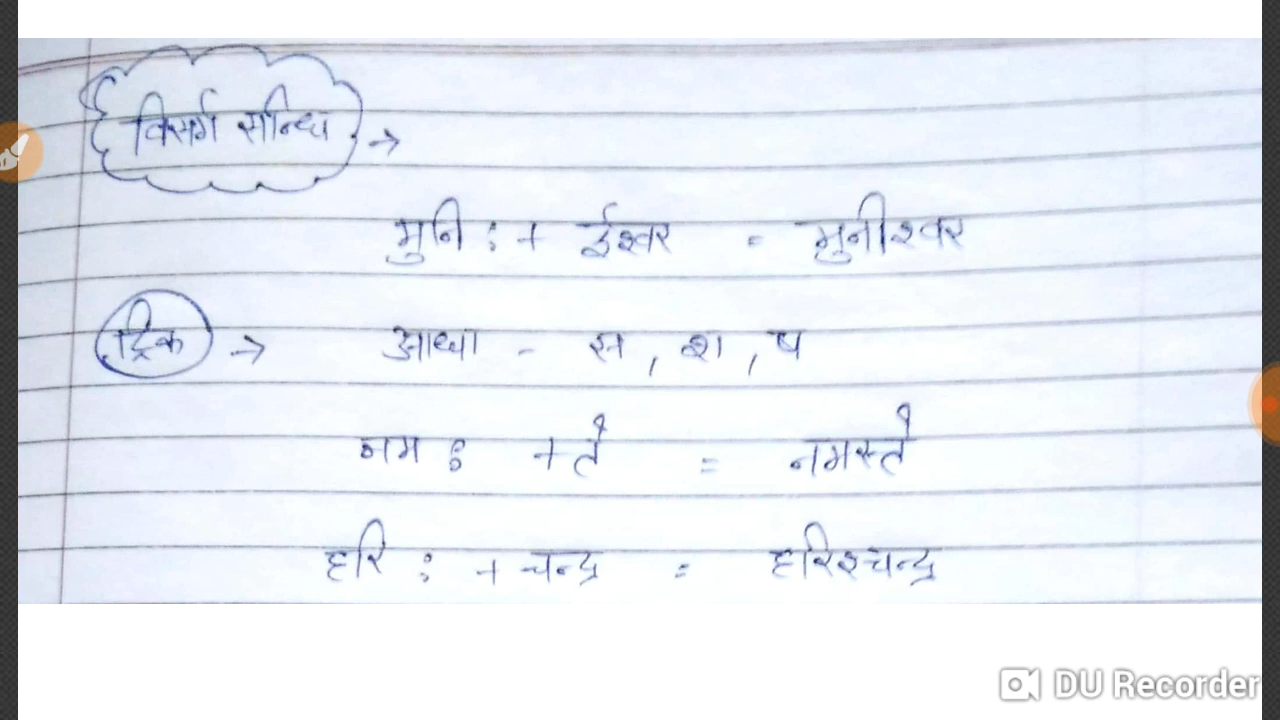 विसर्ग सन्धि →
मुनि : + ईश्वर = मुनीश्वर
ट्रिक → आधा - स , श , ष
नम : + ते = नमस्ते
हरि : + चन्द्र = हरिश्चन्द्र
DU Recorder